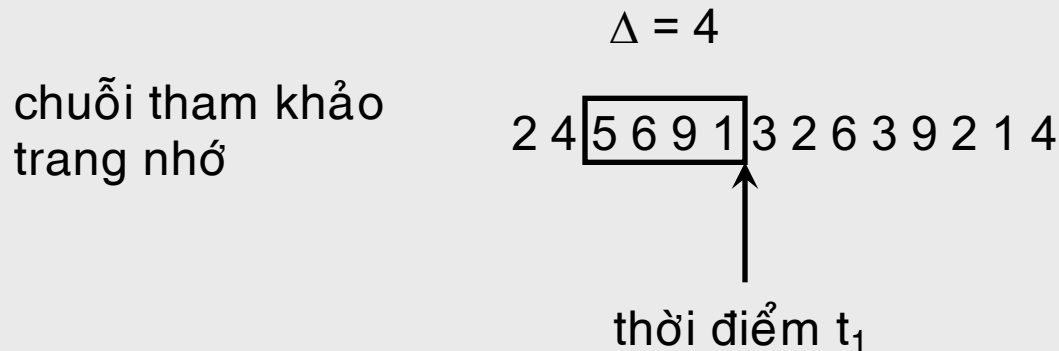 Δ = 4
chuỗi tham khảo
trang nhớ
2 4 5 6 9 1 3 2 6 3 9 2 1 4
thời điểm t₁